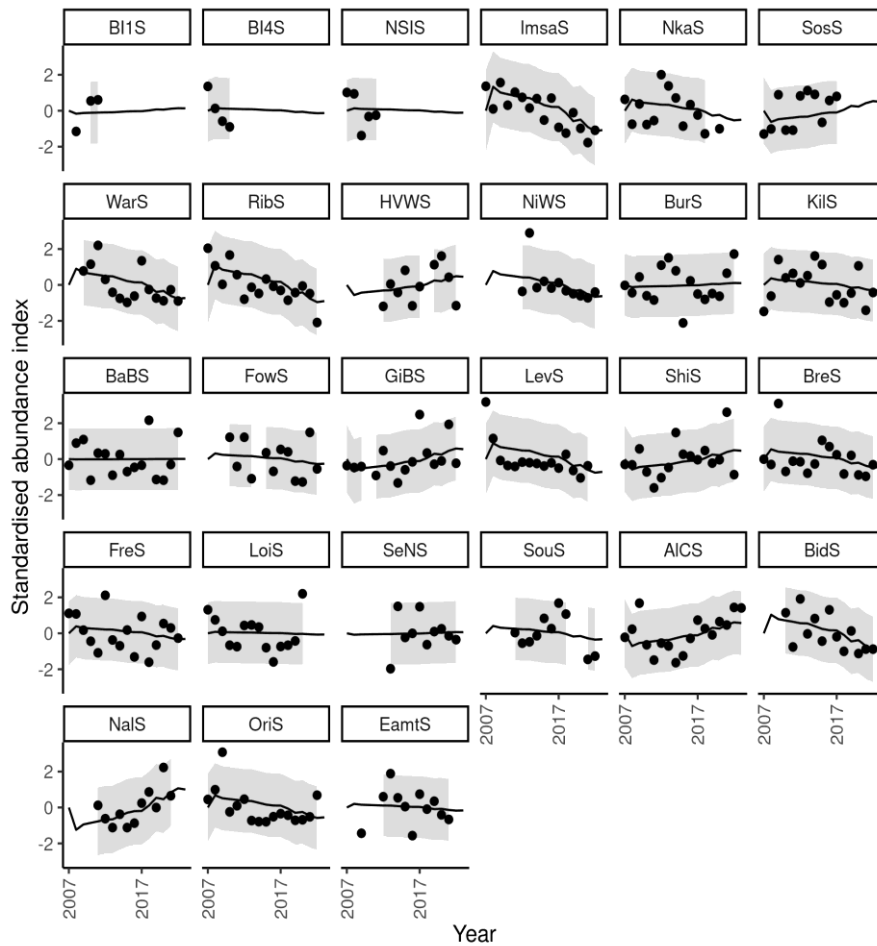 BI1S BI4S NSIS ImsaS NkaS SosS
2
0
-2
WarS RibS HVWS NiWS BurS KilS
2
0
-2
BaBS FowS GiBS LevS ShiS BreS
2
0
-2
FreS LoiS SeNS SouS AlCS BidS
2
0
-2
2007 2017 2007 2017 2007 2017
NalS OriS EamtS
2
0
-2
2007 2017 2007 2017 2007 2017
Year
Standardised abundance index